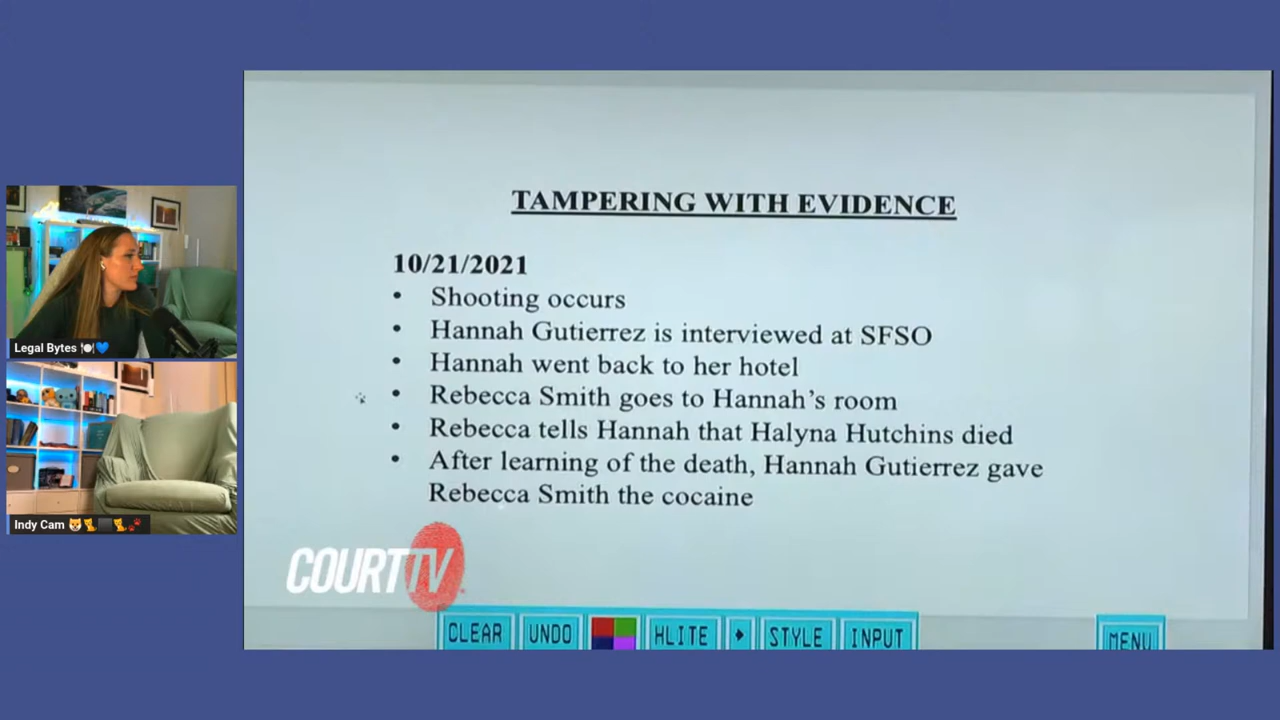 TAMPERING WITH EVIDENCE
10/21/2021
• Shooting occurs
• Hannah Gutierrez is interviewed at SFSO
• Hannah went back to her hotel
• Rebecca Smith goes to Hannah's room
• Rebecca tells Hannah that Halyna Hutchins died
• After learning of the death, Hannah Gutierrez gave
Rebecca Smith the cocaine
COURT TV
CLEAR UNDO HLITE STYLE INPUT MENU
Legal Bytes 🍽️💙
Indy Cam